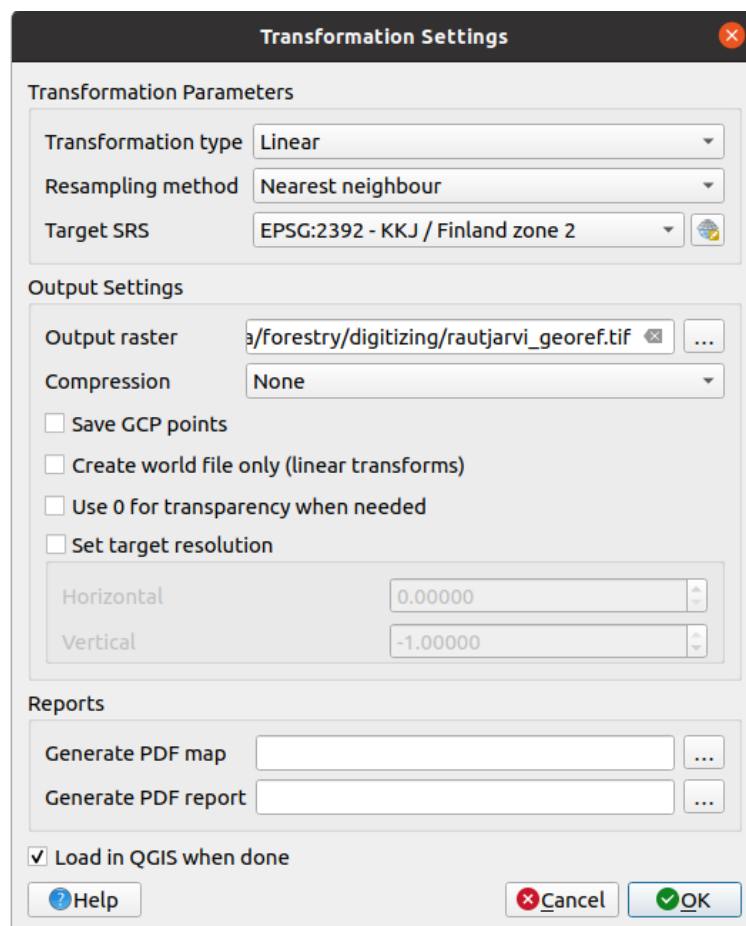 Transformation Settings
Transformation Parameters
Transformation type Linear
Resampling method Nearest neighbour
Target SRS EPSG:2392 - KKJ / Finland zone 2
Output Settings
Output raster a/forestry/digitizing/rautjarvi_georef.tif ...
Compression None
Save GCP points
Create world file only (linear transforms)
Use 0 for transparency when needed
Set target resolution
Horizontal 0.00000
Vertical -1.00000
Reports
Generate PDF map ...
Generate PDF report ...
Load in QGIS when done
Help Cancel OK